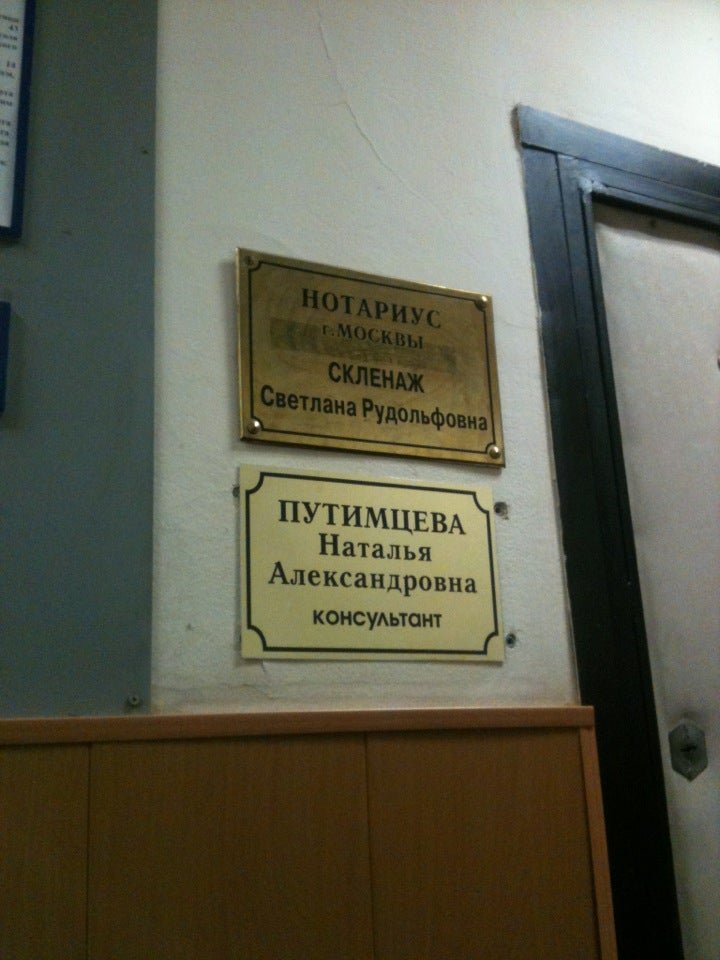 НОТАРИУС
г.МОСКВЫ
СКЛЕНАЖ
Светлана Рудольфовна
ПУТИМЦЕВА
Наталья
Александровна
КОНСУЛЬТАНТ